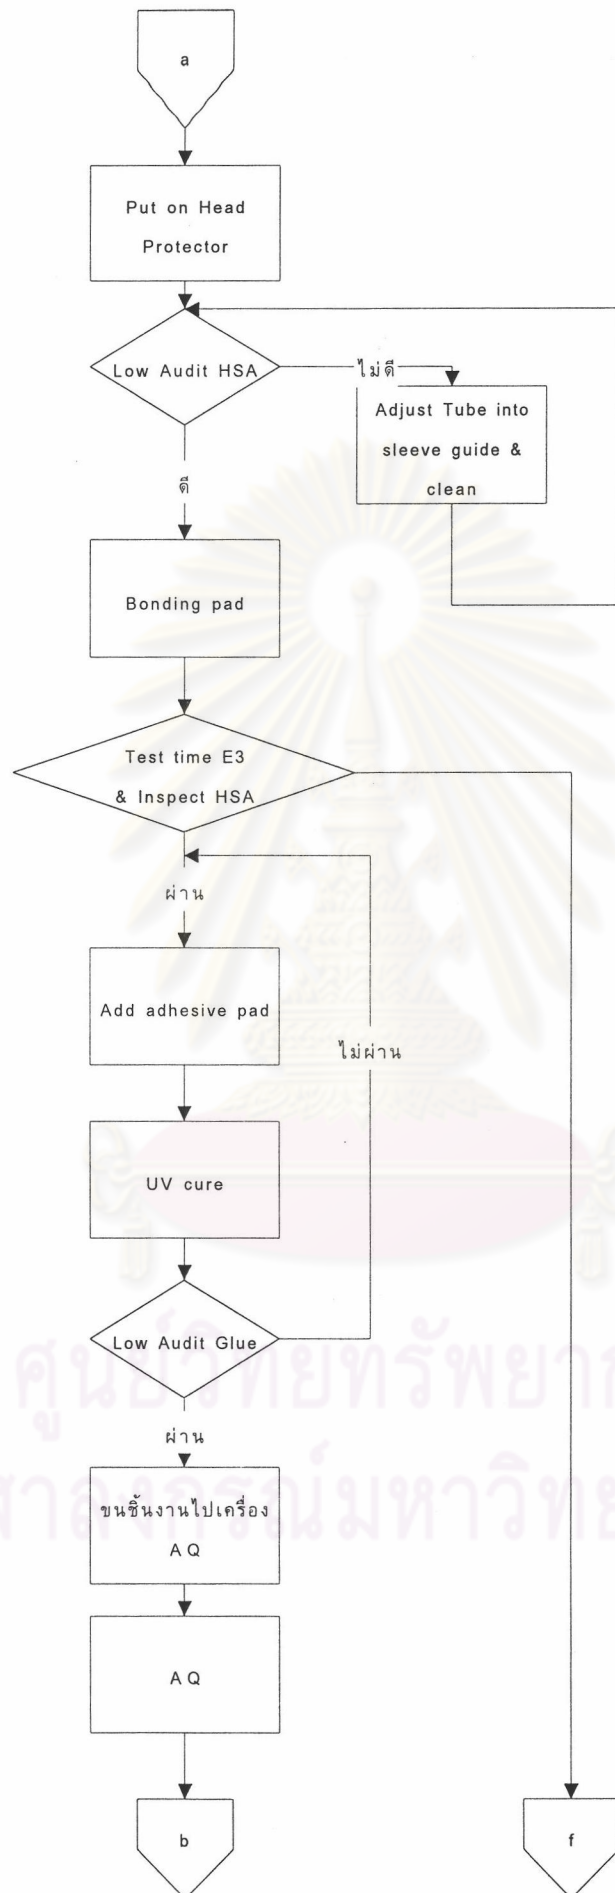 a
Put on Head
Protector
Low Audit HSA
ไม่ดี
Adjust Tube into
sleeve guide &
clean
ดี
Bonding pad
Test time E3
& Inspect HSA
ผ่าน
Add adhesive pad
ไม่ผ่าน
UV cure
Low Audit Glue
ผ่าน
ขนชิ้นงานไปเครื่อง
AQ
AQ
b
f